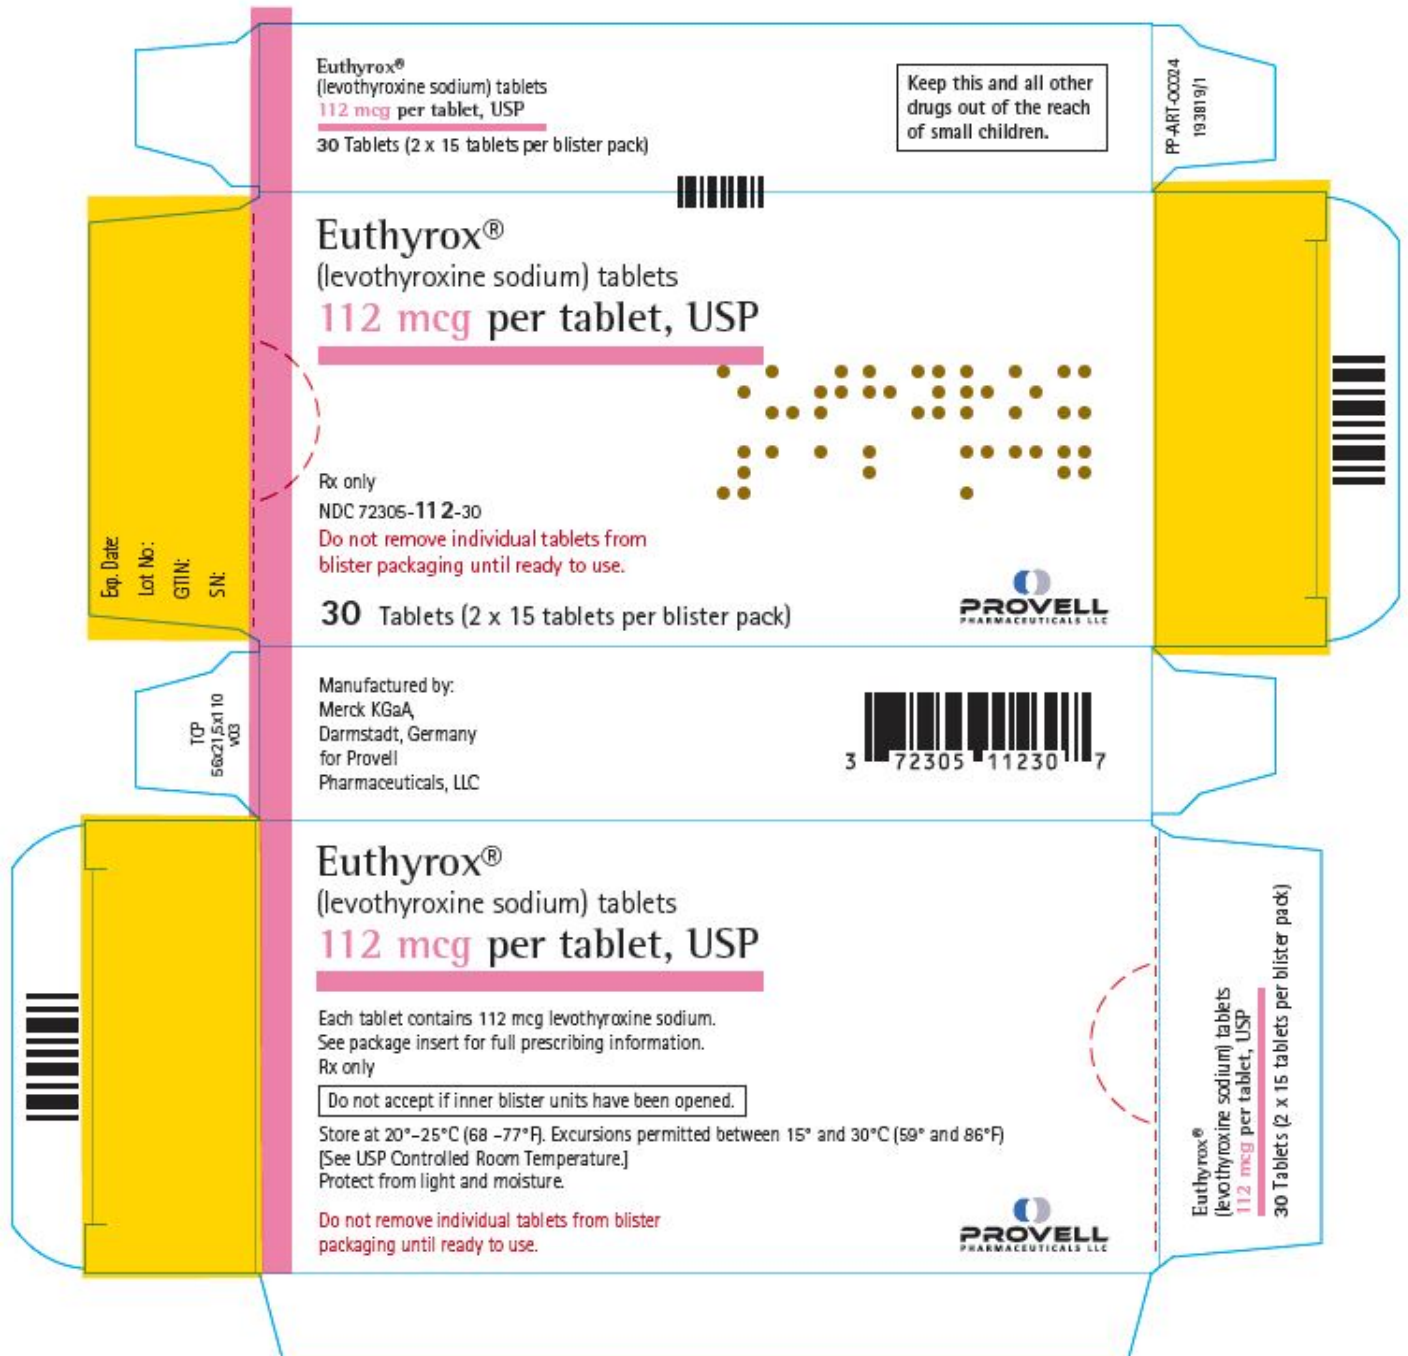 Euthyrox®
(levothyroxine sodium) tablets
112 mcg per tablet, USP
30 Tablets (2 x 15 tablets per blister pack)
Keep this and all other
drugs out of the reach
of small children.
PP-ART-00024
193819/1
Euthyrox®
(levothyroxine sodium) tablets
112 mcg per tablet, USP
Rx only
NDC 72305-112-30
Do not remove individual tablets from
blister packaging until ready to use.
30 Tablets (2 x 15 tablets per blister pack)
PROVELL
PHARMACEUTICALS LLC
Exp. Date:
Lot No.:
GTIN:
SN:
TCP
56x21,5x110
v03
Manufactured by:
Merck KGaA,
Darmstadt, Germany
for Provell
Pharmaceuticals, LLC
3 72305 11230 7
Euthyrox®
(levothyroxine sodium) tablets
112 mcg per tablet, USP
Each tablet contains 112 mcg levothyroxine sodium.
See package insert for full prescribing information.
Rx only
Do not accept if inner blister units have been opened.
Store at 20°–25°C (68 –77°F). Excursions permitted between 15° and 30°C (59° and 86°F)
[See USP Controlled Room Temperature.]
Protect from light and moisture.
Do not remove individual tablets from blister
packaging until ready to use.
PROVELL
PHARMACEUTICALS LLC
Euthyrox®
(levothyroxine sodium) tablets
112 mcg per tablet, USP
30 Tablets (2 x 15 tablets per blister pack)